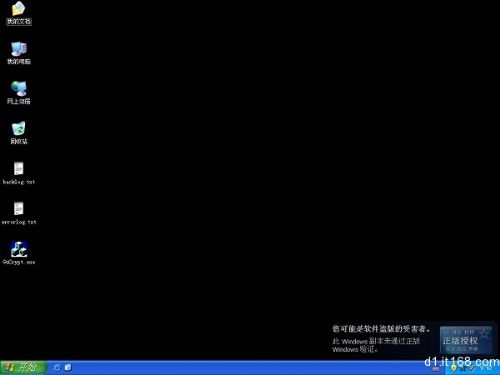 我的文档
我的电脑
网上邻居
回收站
backlog.txt
errorlog.txt
您可能是软件盗版的受害者。
此 Windows 副本未通过正版
Windows 验证。
正版授权
开始
d1.it168.com